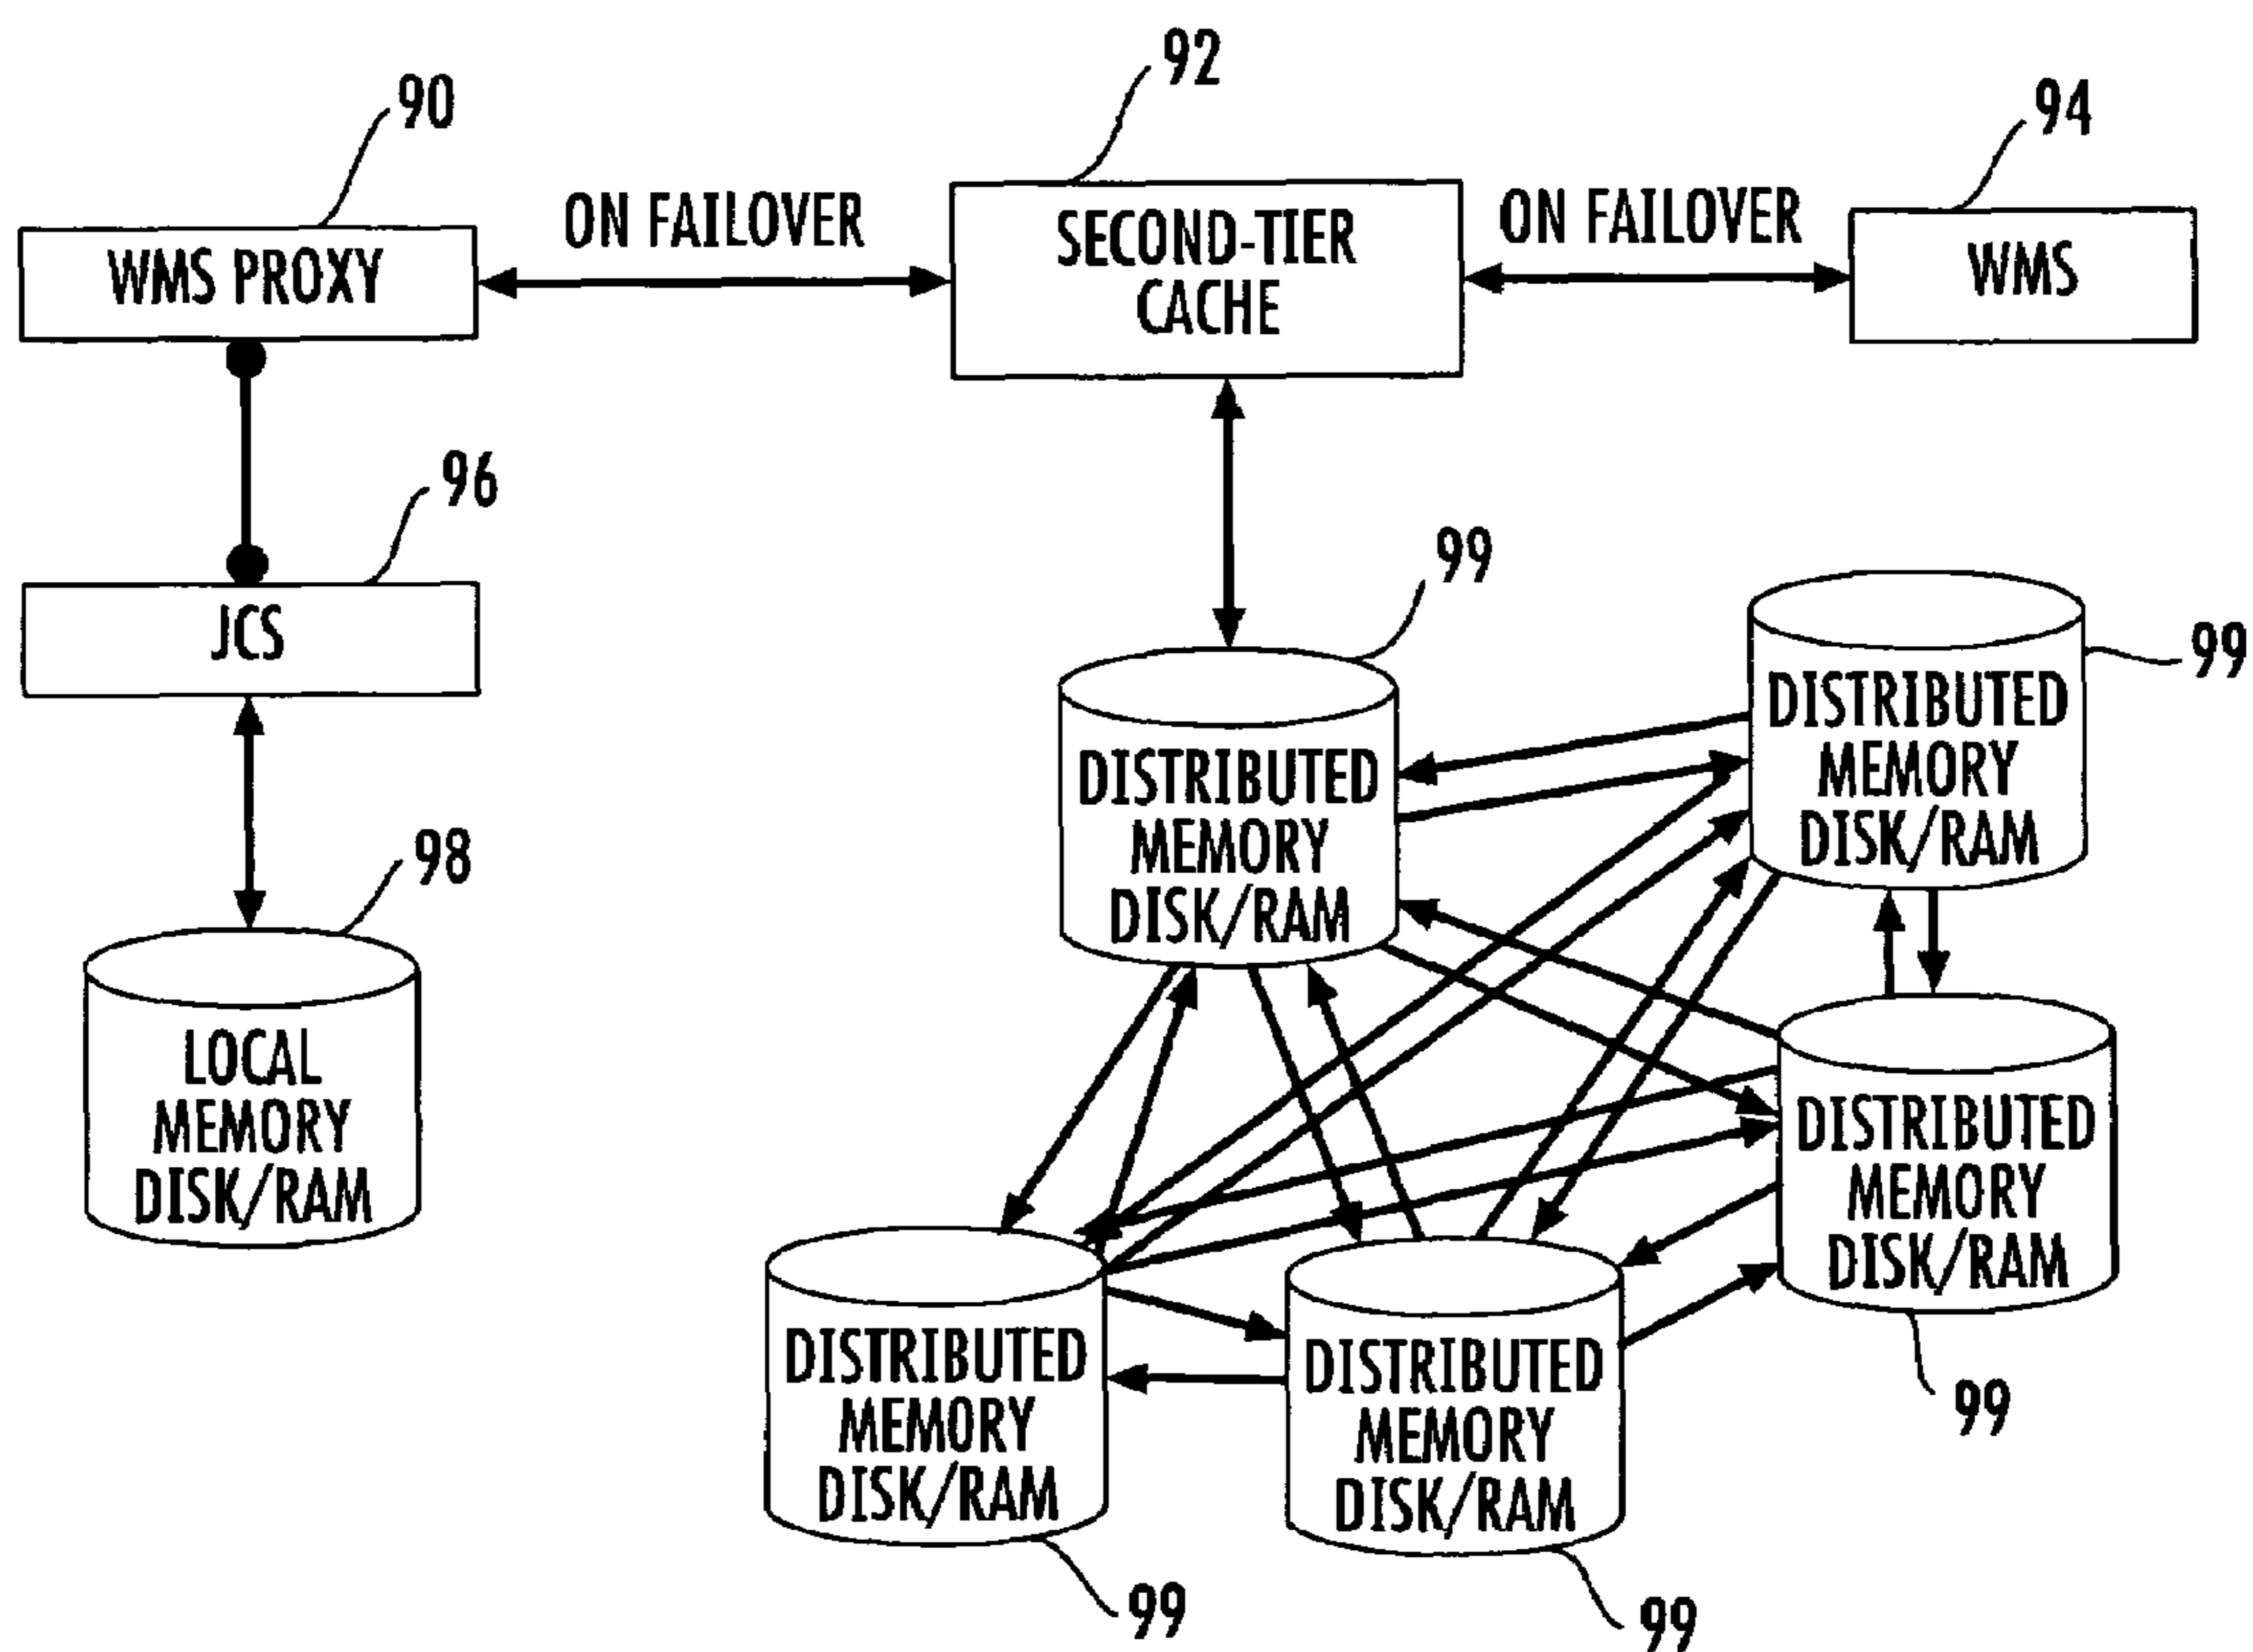 92
90
94
ON FAILOVER
ON FAILOVER
WMS PROXY
SECOND-TIER
CACHE
WMS
96
JCS
99
99
98
DISTRIBUTED
MEMORY
DISK/RAM
DISTRIBUTED
MEMORY
DISK/RAM
LOCAL
MEMORY
DISK/RAM
DISTRIBUTED
MEMORY
DISK/RAM
99
DISTRIBUTED
MEMORY
DISK/RAM
99
DISTRIBUTED
MEMORY
DISK/RAM
99